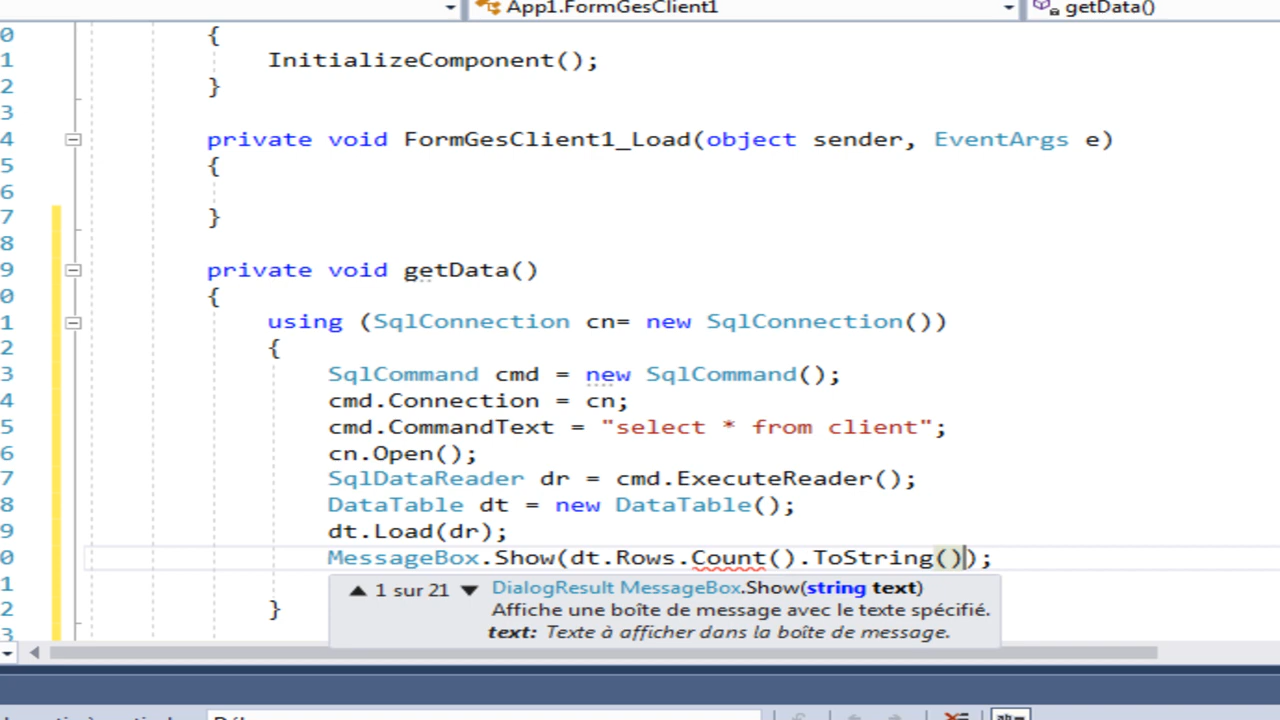 App1.FormGesClient1 getData()
0 {
1 InitializeComponent();
2 }
3
4 private void FormGesClient1_Load(object sender, EventArgs e)
5 {
6
7 }
8
9 private void getData()
0 {
1 using (SqlConnection cn= new SqlConnection())
2 {
3 SqlCommand cmd = new SqlCommand();
4 cmd.Connection = cn;
5 cmd.CommandText = "select * from client";
6 cn.Open();
7 SqlDataReader dr = cmd.ExecuteReader();
8 DataTable dt = new DataTable();
9 dt.Load(dr);
0 MessageBox.Show(dt.Rows.Count().ToString());
1 ▲ 1 sur 21 ▼ DialogResult MessageBox.Show(string text)
2 } Affiche une boîte de message avec le texte spécifié.
3 text: Texte à afficher dans la boîte de message.